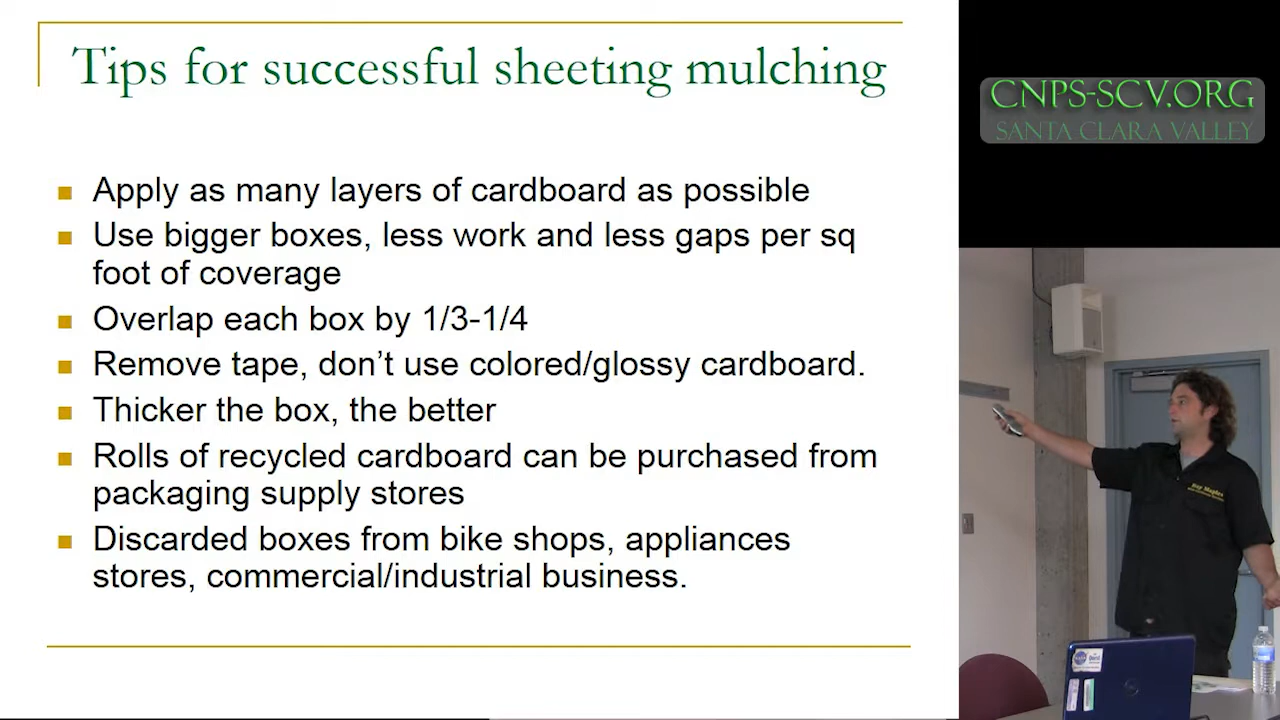 Tips for successful sheeting mulching
Apply as many layers of cardboard as possible
Use bigger boxes, less work and less gaps per sq
foot of coverage
Overlap each box by 1/3-1/4
Remove tape, don’t use colored/glossy cardboard.
Thicker the box, the better
Rolls of recycled cardboard can be purchased from
packaging supply stores
Discarded boxes from bike shops, appliances
stores, commercial/industrial business.
CNPS-SCV.ORG
SANTA CLARA VALLEY